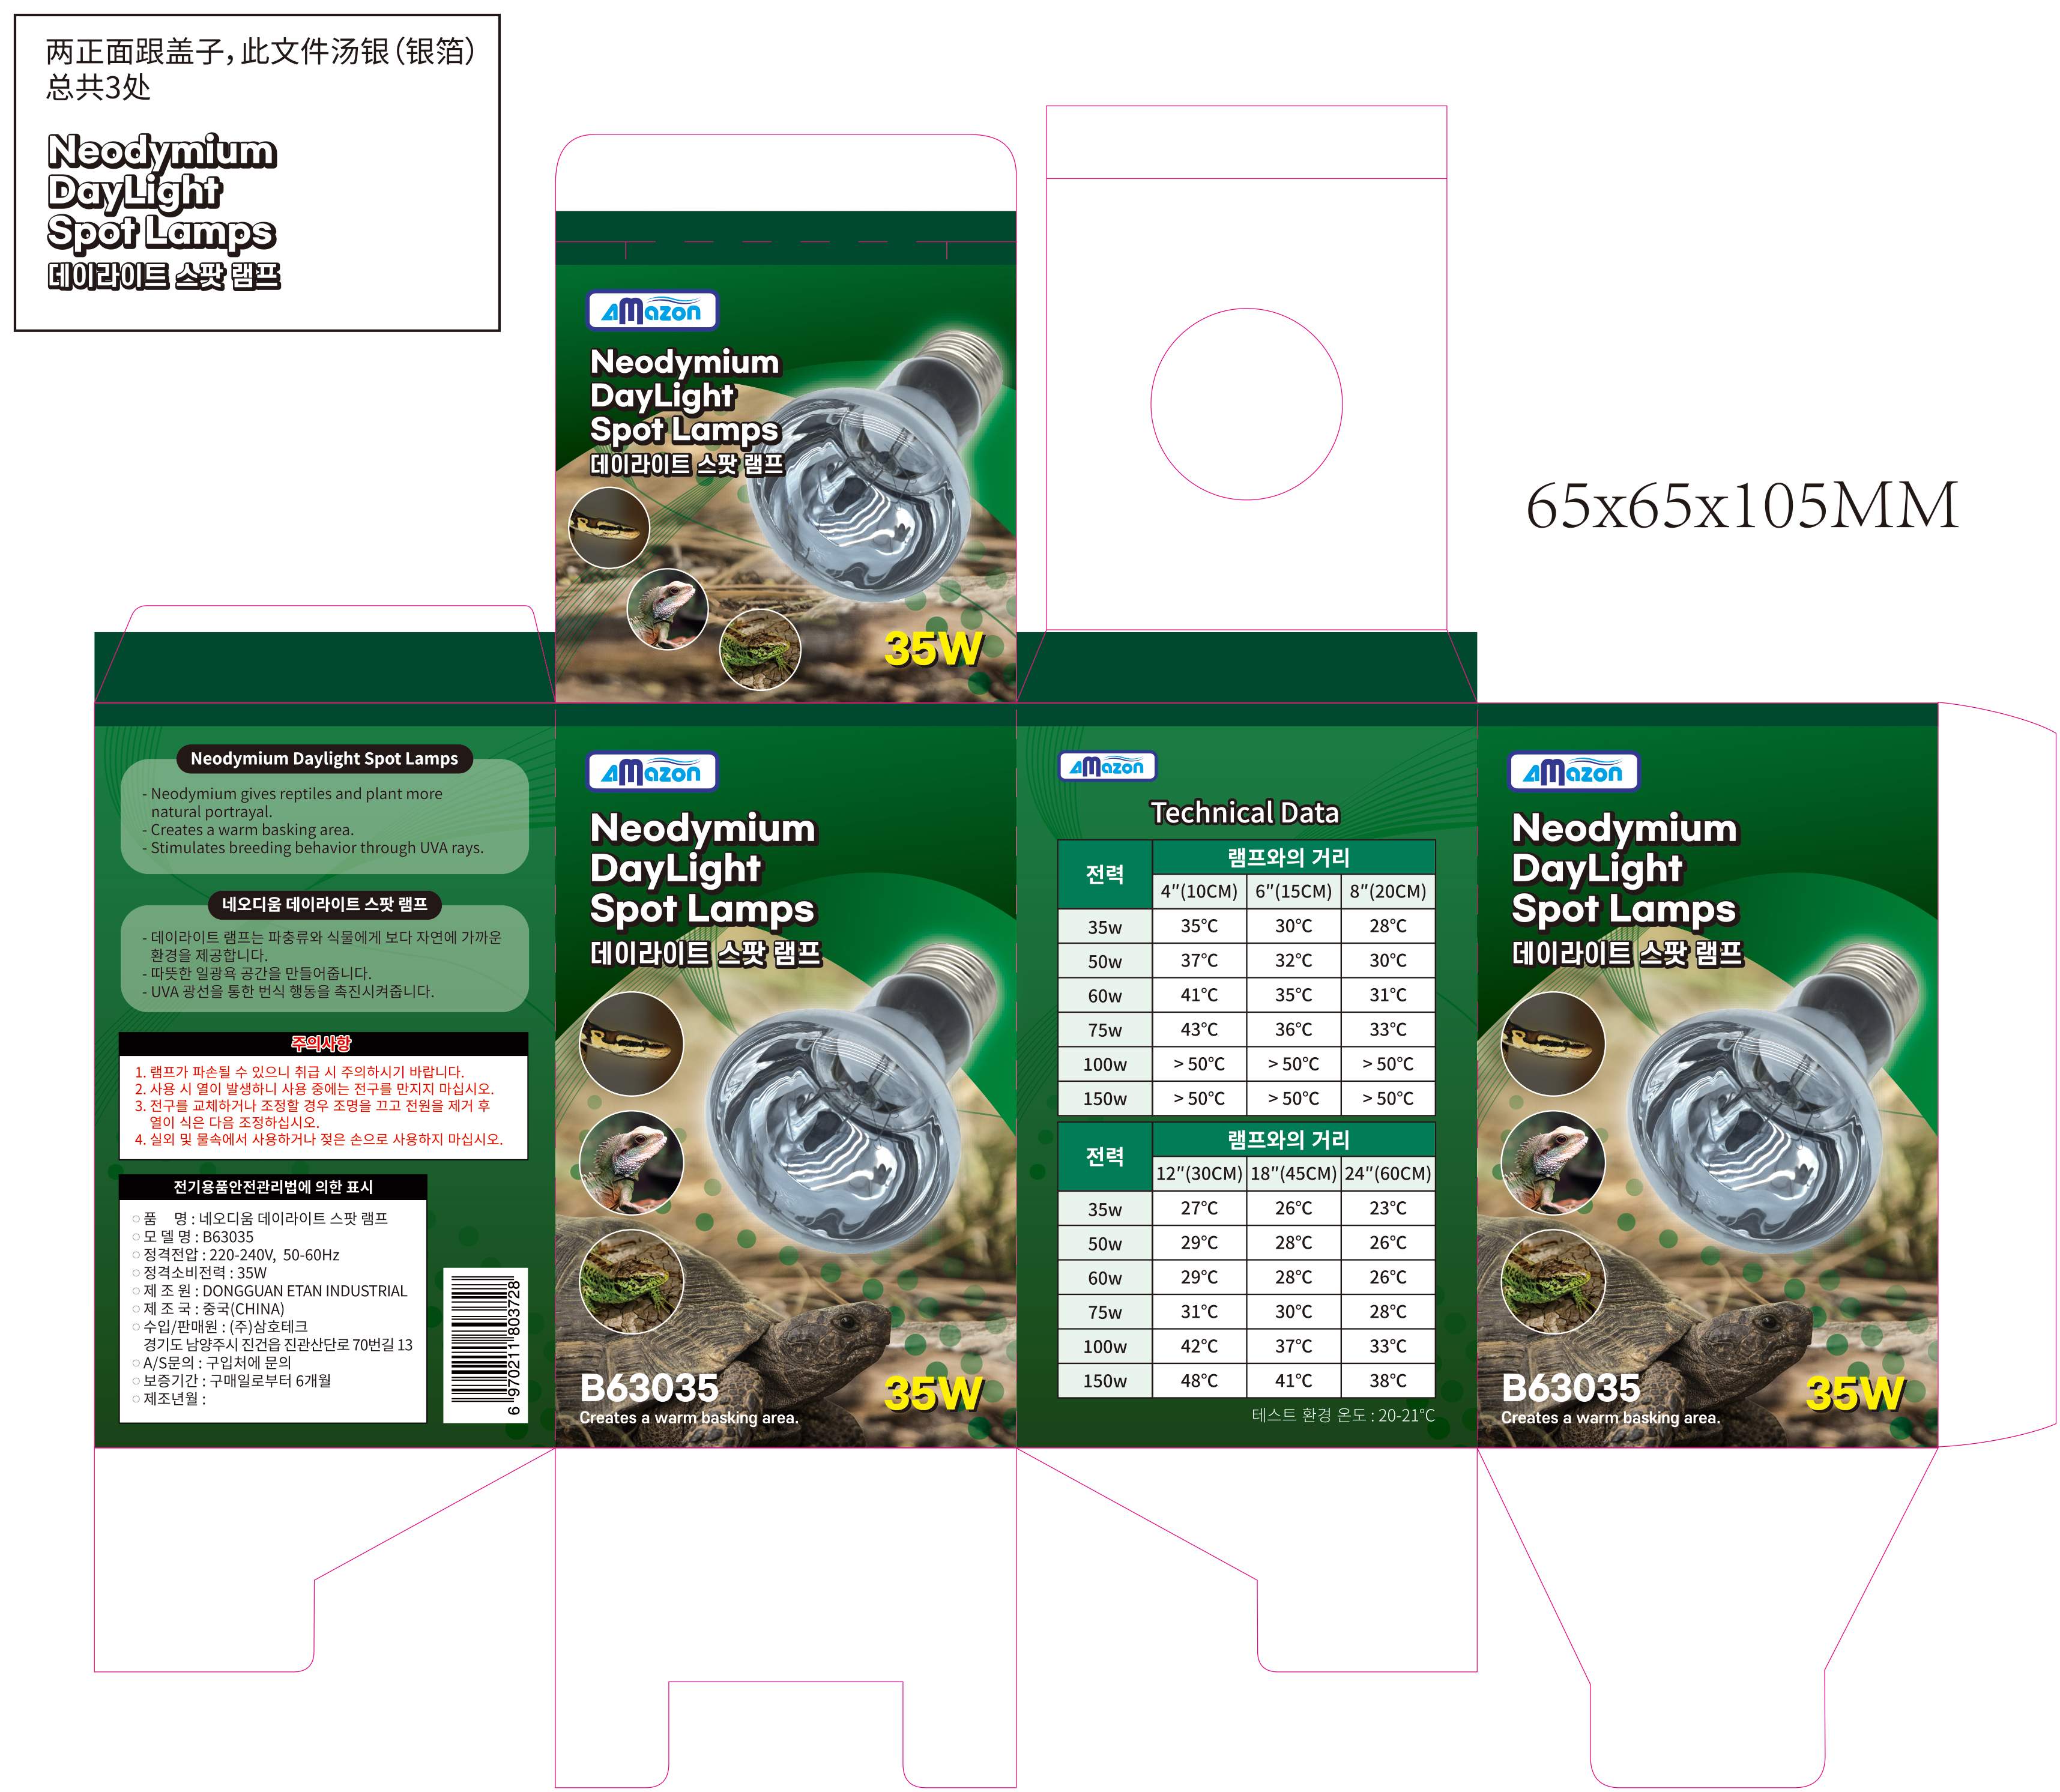 两正面跟盖子，此文件汤银（银箔）
总共3处
Neodymium
DayLight
Spot Lamps
데이라이트 스팟 램프
AMazon
Neodymium
DayLight
Spot Lamps
데이라이트 스팟 램프
35W
65x65x105MM
Neodymium Daylight Spot Lamps
- Neodymium gives reptiles and plant more
natural portrayal.
- Creates a warm basking area.
- Stimulates breeding behavior through UVA rays.
네오디움 데이라이트 스팟 램프
- 데이라이트 램프는 파충류와 식물에게 보다 자연에 가까운
환경을 제공합니다.
- 따뜻한 일광욕 공간을 만들어줍니다.
- UVA 광선을 통한 번식 행동을 촉진시켜줍니다.
주의사항
1. 램프가 파손될 수 있으니 취급 시 주의하시기 바랍니다.
2. 사용 시 열이 발생하니 사용 중에는 전구를 만지지 마십시오.
3. 전구를 교체하거나 조정할 경우 조명을 끄고 전원을 제거 후
열이 식은 다음 조정하십시오.
4. 실외 및 물속에서 사용하거나 젖은 손으로 사용하지 마십시오.
전기용품안전관리법에 의한 표시
○ 품 명 : 네오디움 데이라이트 스팟 램프
○ 모 델 명 : B63035
○ 정격전압 : 220-240V, 50-60Hz
○ 정격소비전력 : 35W
○ 제 조 원 : DONGGUAN ETAN INDUSTRIAL
○ 제 조 국 : 중국(CHINA)
○ 수입/판매원 : (주)삼호테크
경기도 남양주시 진건읍 진관산단로 70번길 13
○ A/S문의 : 구입처에 문의
○ 보증기간 : 구매일로부터 6개월
○ 제조년월 :
6 970211 803728
AMazon
Neodymium
DayLight
Spot Lamps
데이라이트 스팟 램프
B63035
Creates a warm basking area.
35W
AMazon
Technical Data
전력 램프와의 거리
4"(10CM) 6"(15CM) 8"(20CM)
35w 35℃ 30℃ 28℃
50w 37℃ 32℃ 30℃
60w 41℃ 35℃ 31℃
75w 43℃ 36℃ 33℃
100w > 50℃ > 50℃ > 50℃
150w > 50℃ > 50℃ > 50℃
전력 램프와의 거리
12"(30CM) 18"(45CM) 24"(60CM)
35w 27℃ 26℃ 23℃
50w 29℃ 28℃ 26℃
60w 29℃ 28℃ 26℃
75w 31℃ 30℃ 28℃
100w 42℃ 37℃ 33℃
150w 48℃ 41℃ 38℃
테스트 환경 온도 : 20-21℃
AMazon
Neodymium
DayLight
Spot Lamps
데이라이트 스팟 램프
B63035
Creates a warm basking area.
35W